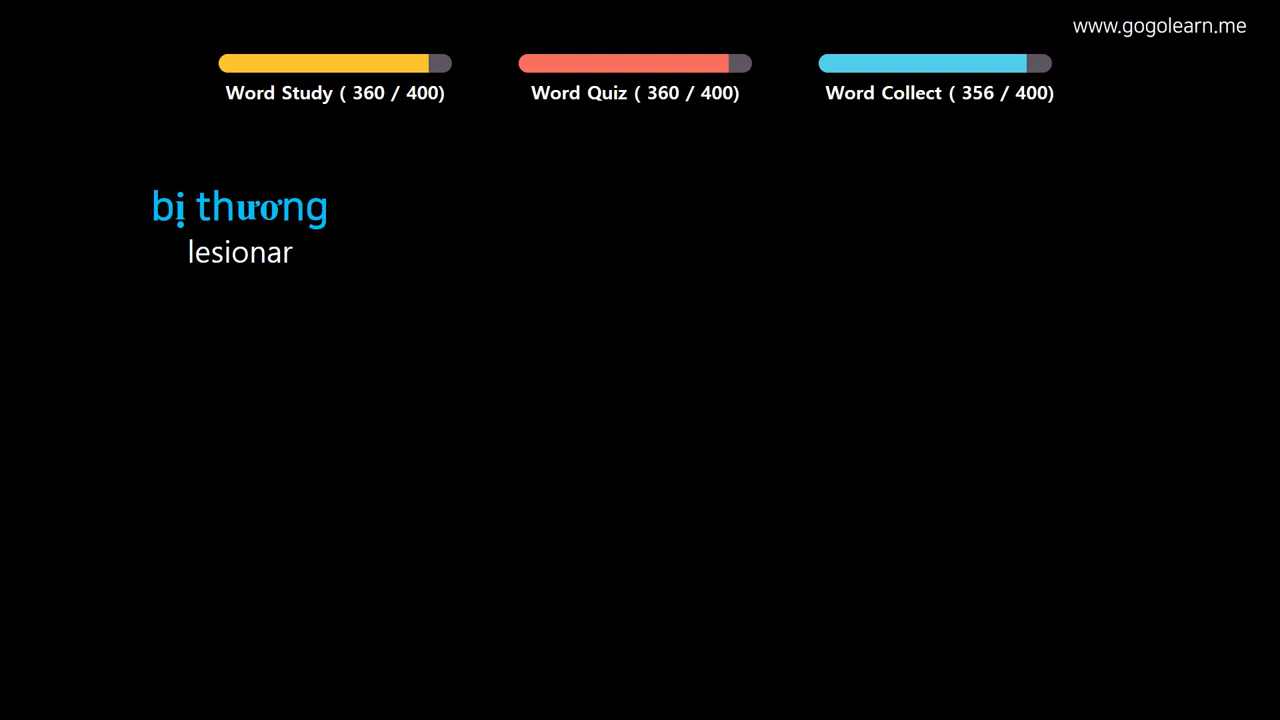 www.gogolearn.me
Word Study ( 360 / 400)
Word Quiz ( 360 / 400)
Word Collect ( 356 / 400)
bị thương
lesionar